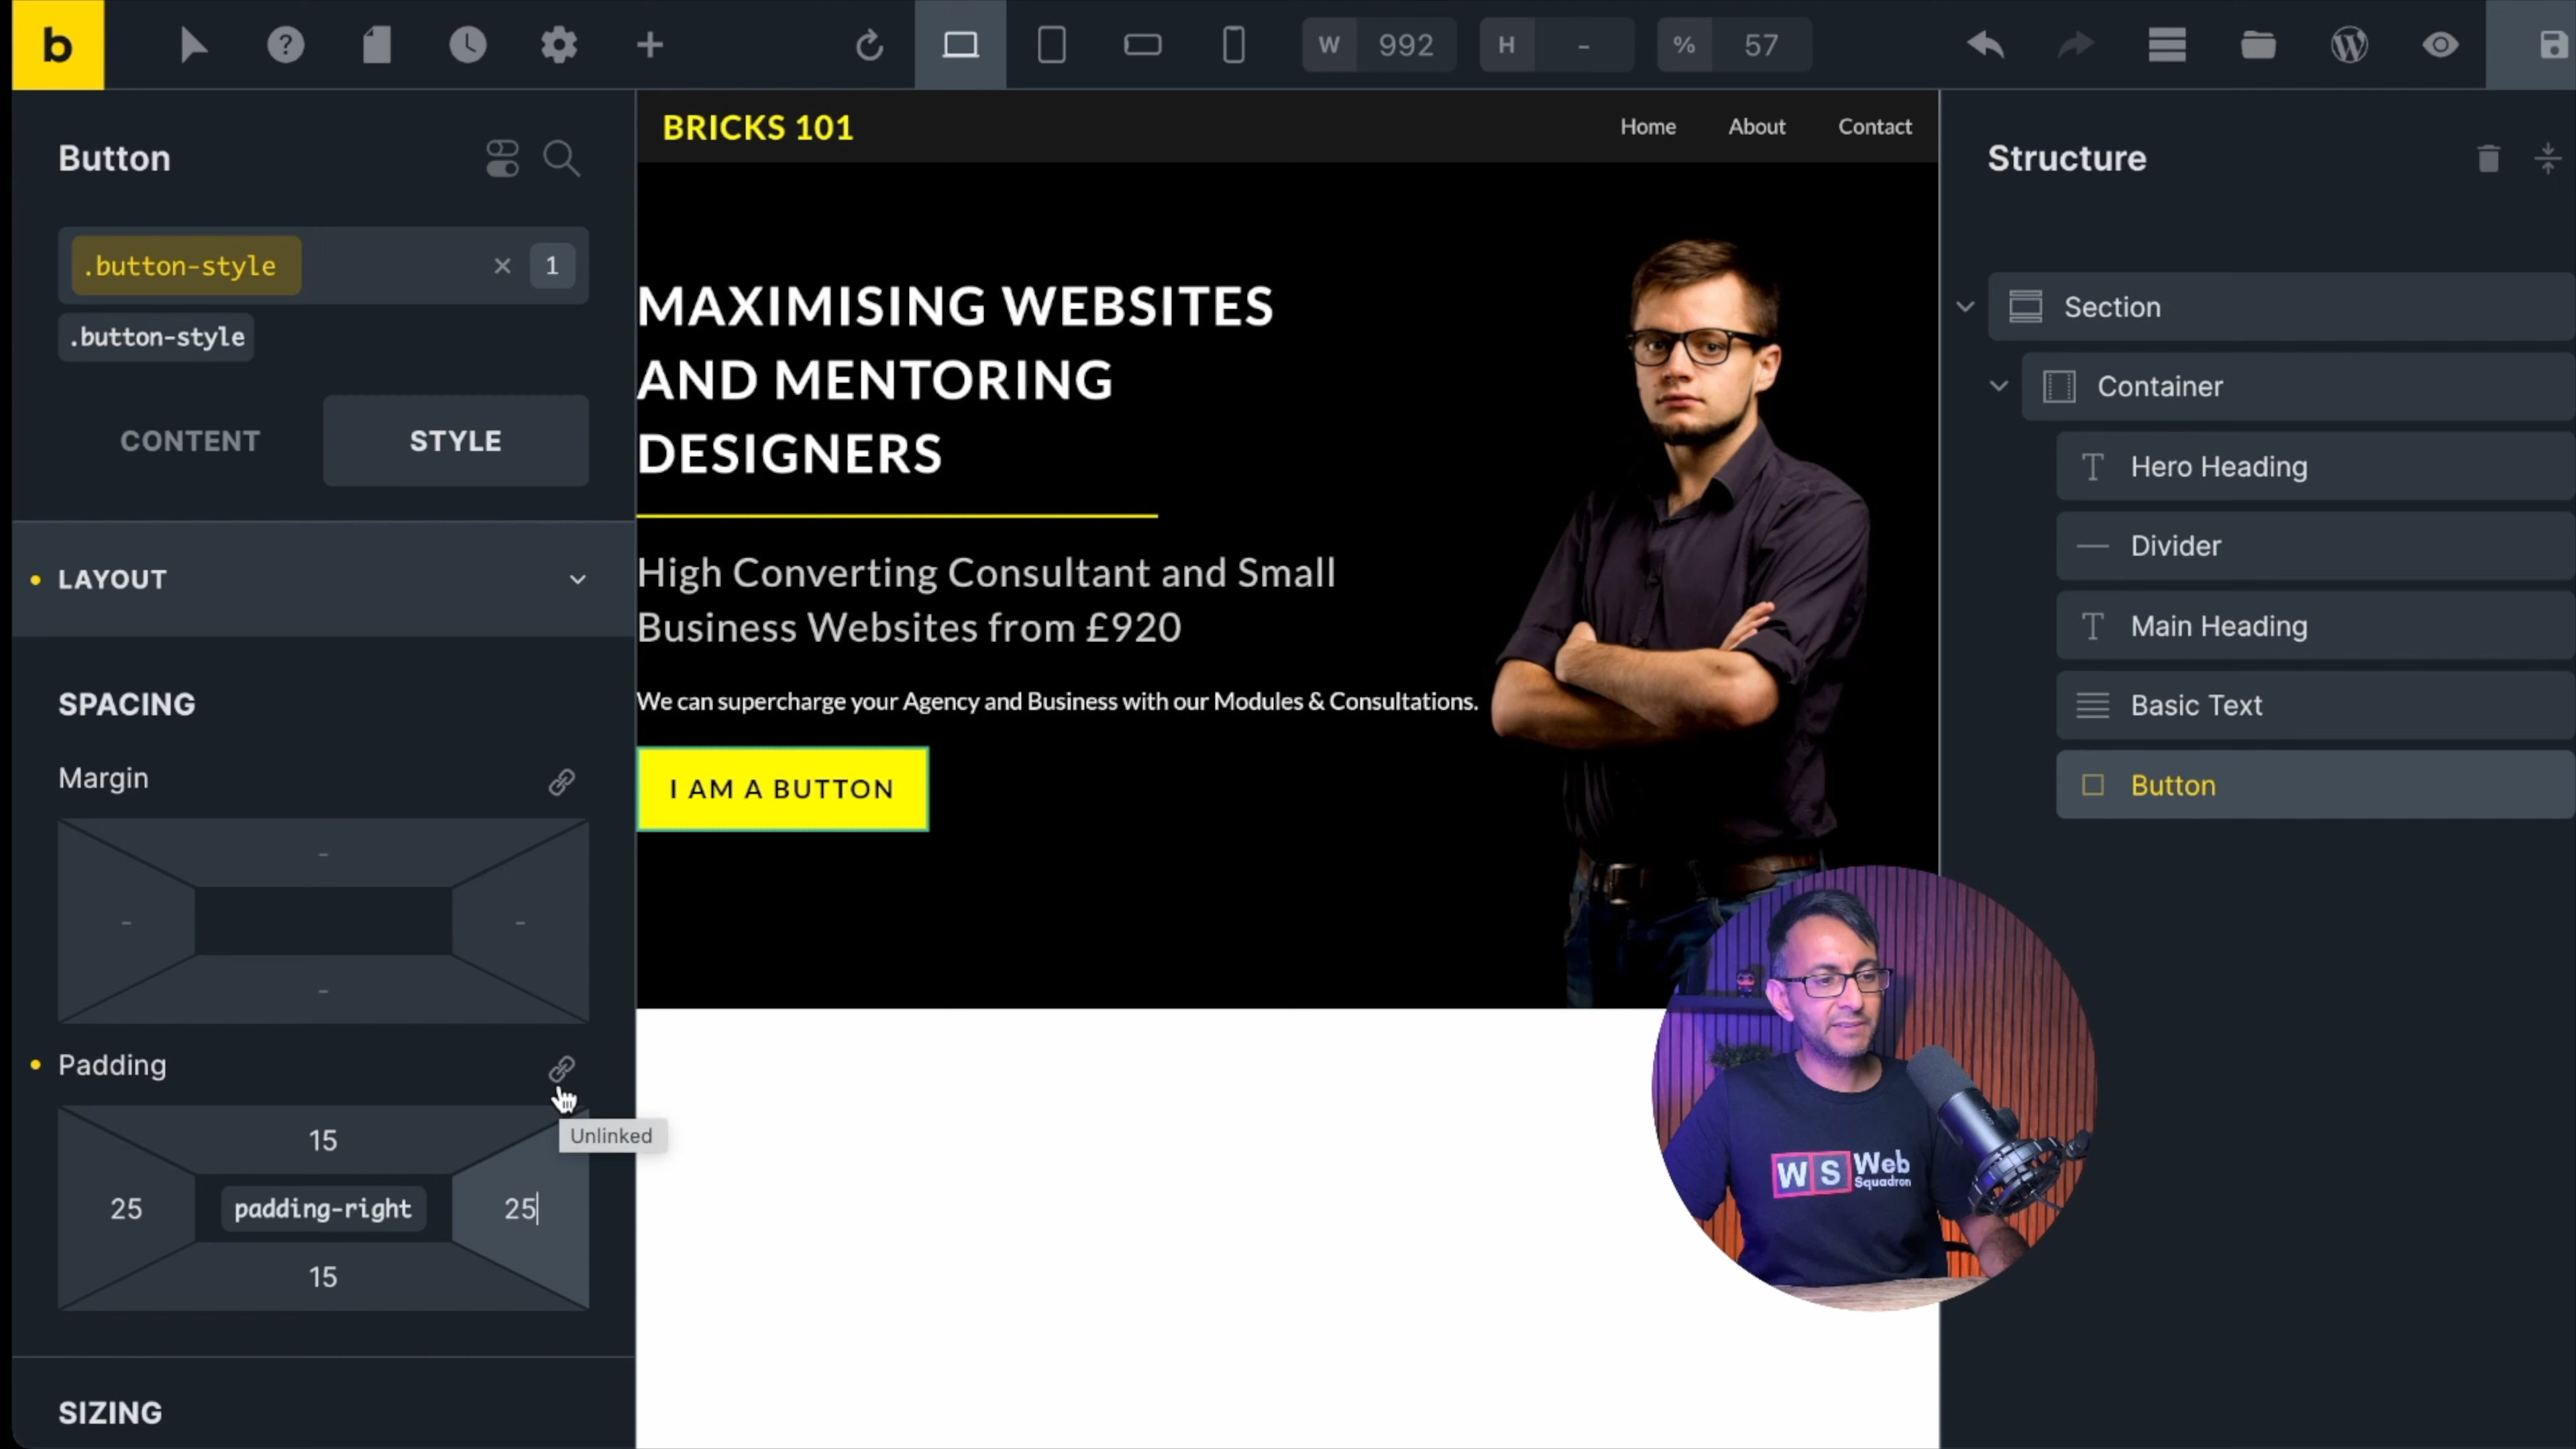 b
?
W 992
H -
% 57
Button
.button-style × 1
.button-style
CONTENT
STYLE
LAYOUT
SPACING
Margin
-
- -
-
Padding
Unlinked
15
25 padding-right 25
15
SIZING
BRICKS 101
Home About Contact
MAXIMISING WEBSITES
AND MENTORING
DESIGNERS
High Converting Consultant and Small
Business Websites from £920
We can supercharge your Agency and Business with our Modules & Consultations.
I AM A BUTTON
WS Web
Squadron
Structure
Section
Container
Hero Heading
Divider
Main Heading
Basic Text
Button